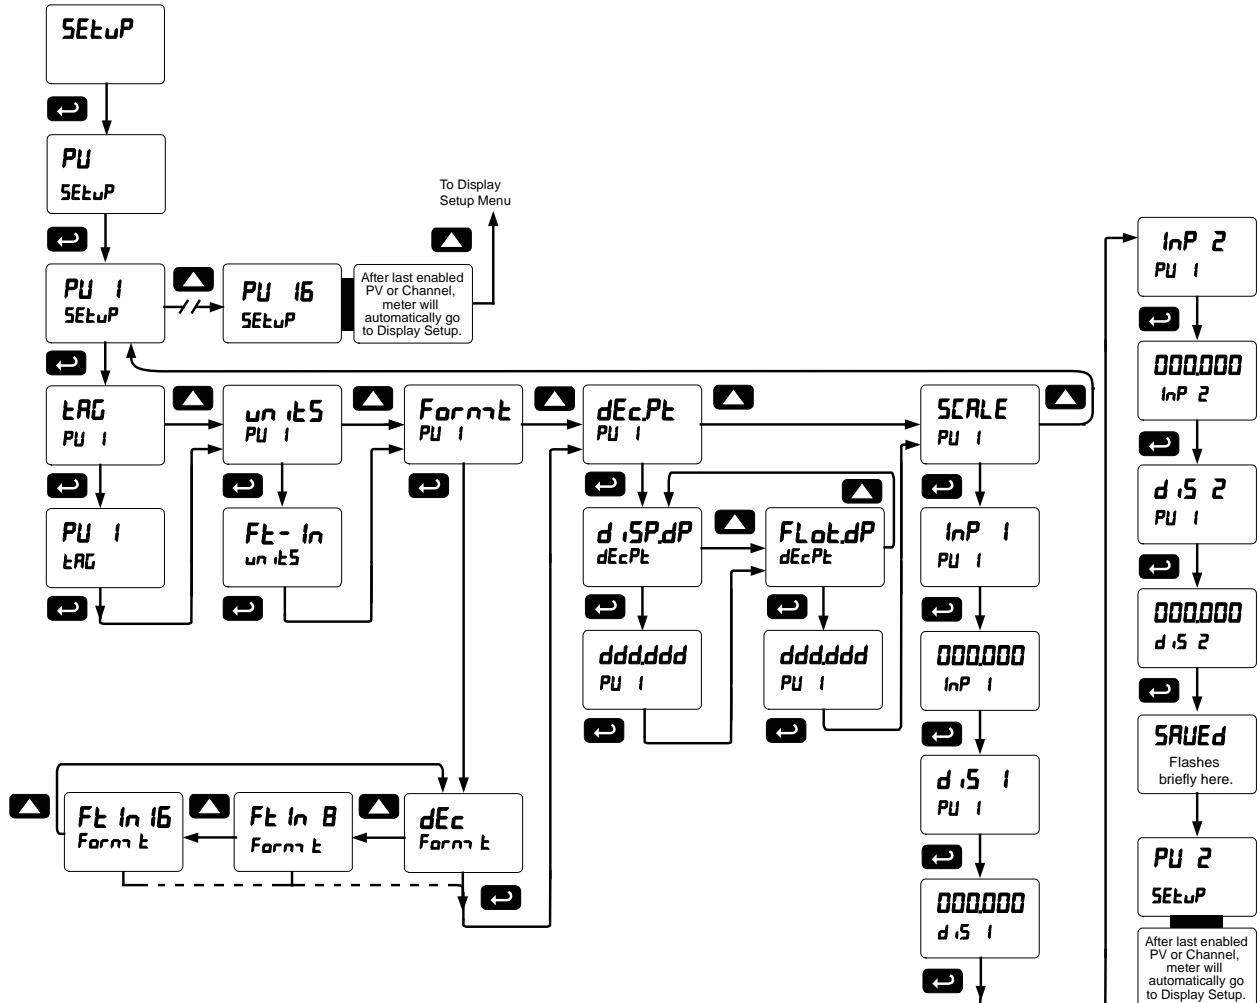 SEtuP
PU
SEtuP
To Display
Setup Menu
PU 1
SEtuP
PU 16
SEtuP
After last enabled
PV or Channel,
meter will
automatically go
to Display Setup.
tAG
PU 1
unitS
PU 1
Formt
PU 1
dEc.Pt
PU 1
SCALE
PU 1
PU 1
tAG
Ft-In
unitS
diSP.dP
dEcPt
FLot.dP
dEcPt
InP 1
PU 1
ddd.ddd
PU 1
ddd.ddd
PU 1
000.000
InP 1
Ft In 16
Formt
Ft In 8
Formt
dEc
Formt
diS 1
PU 1
000.000
diS 1
InP 2
PU 1
000.000
InP 2
diS 2
PU 1
000.000
diS 2
SAUEd
Flashes
briefly here.
PU 2
SEtuP
After last enabled
PV or Channel,
meter will
automatically go
to Display Setup.